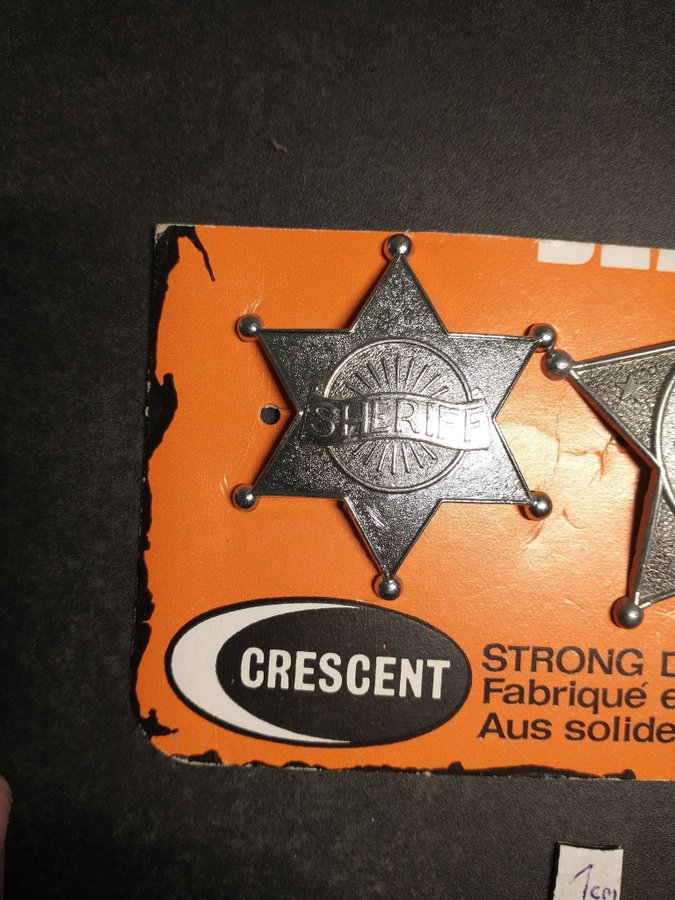 SHERIFF
CRESCENT
STRONG D
Fabriqué e
Aus solide
1cm